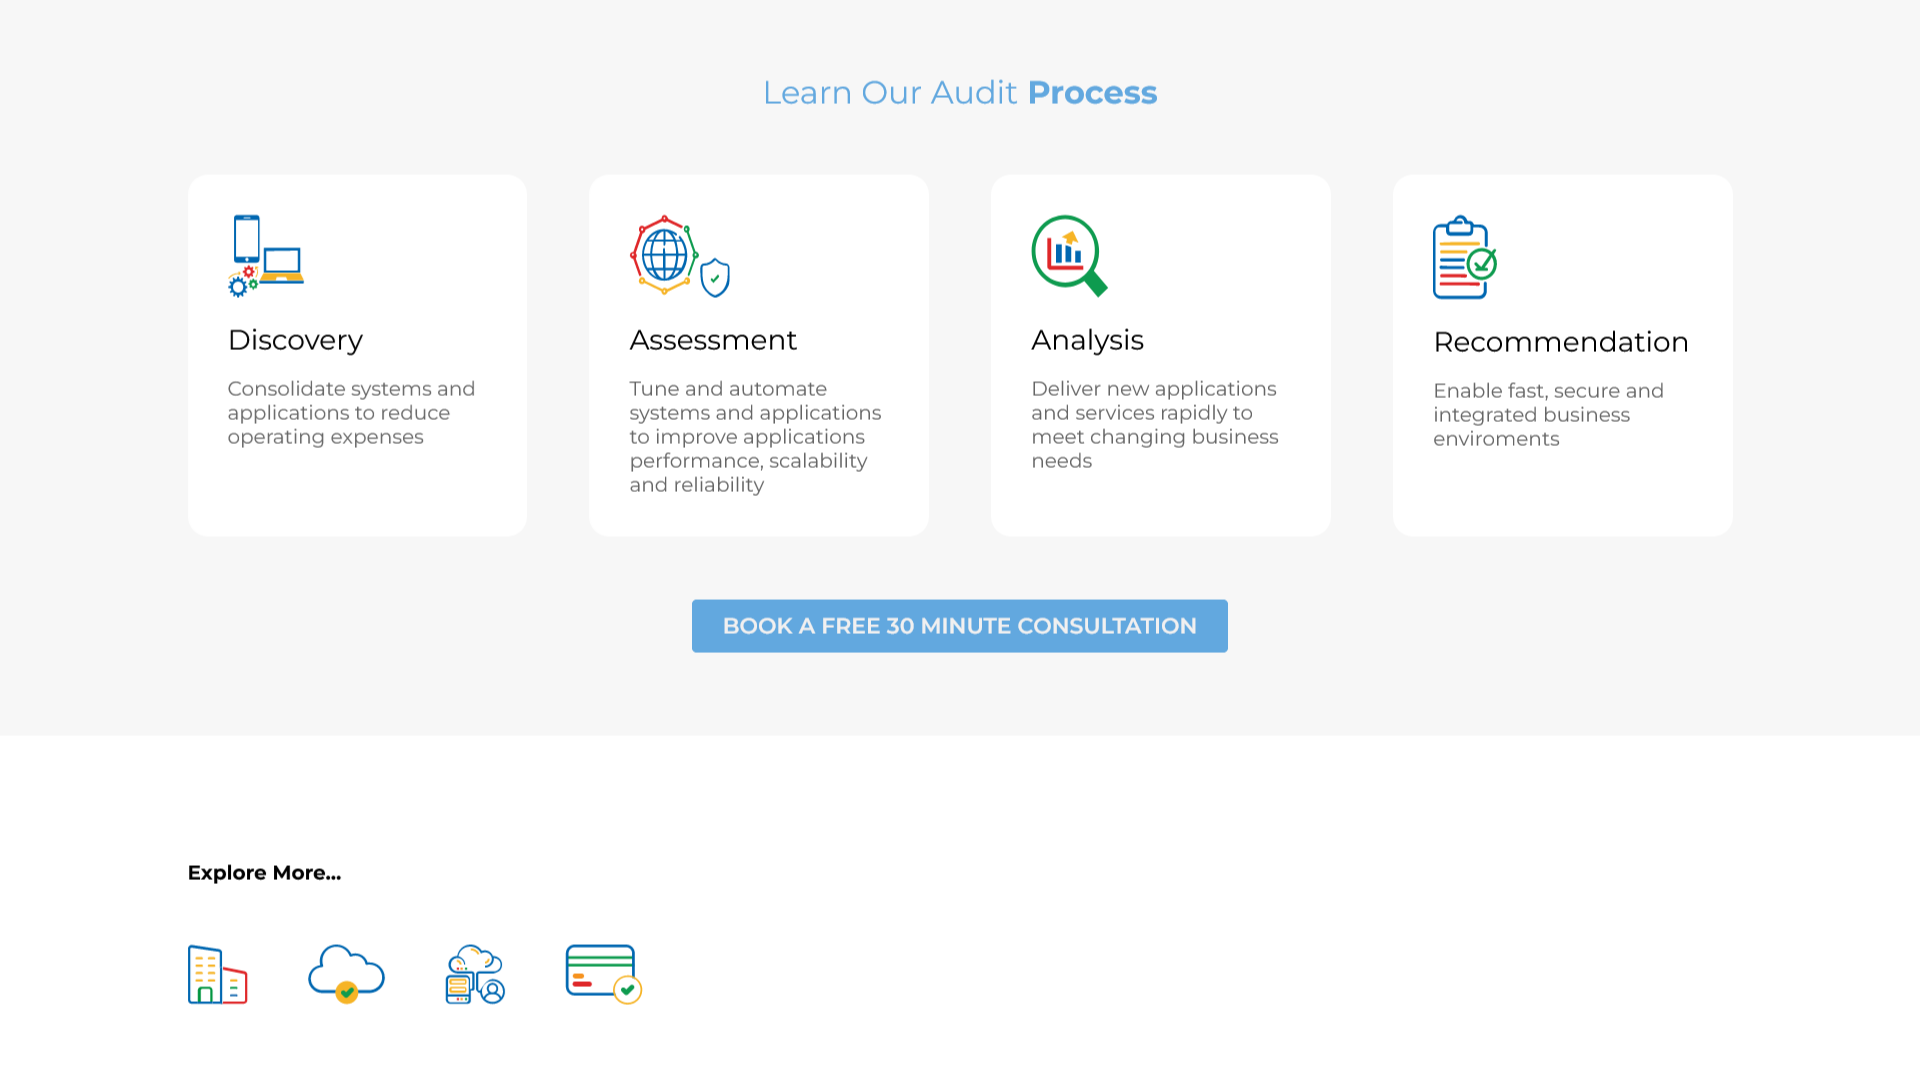 Learn Our Audit Process
Discovery
Consolidate systems and
applications to reduce
operating expenses
Assessment
Tune and automate
systems and applications
to improve applications
performance, scalability
and reliability
Analysis
Deliver new applications
and services rapidly to
meet changing business
needs
Recommendation
Enable fast, secure and
integrated business
enviroments
BOOK A FREE 30 MINUTE CONSULTATION
Explore More...